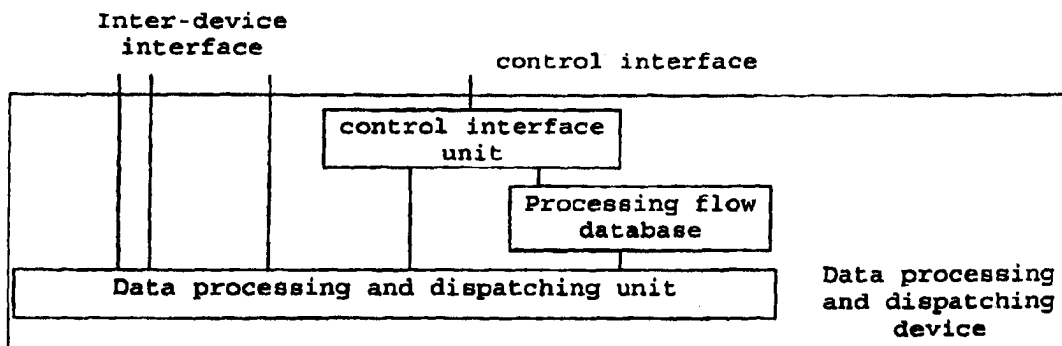 Inter-device
interface
control interface
control interface
unit
Processing flow
database
Data processing and dispatching unit
Data processing
and dispatching
device